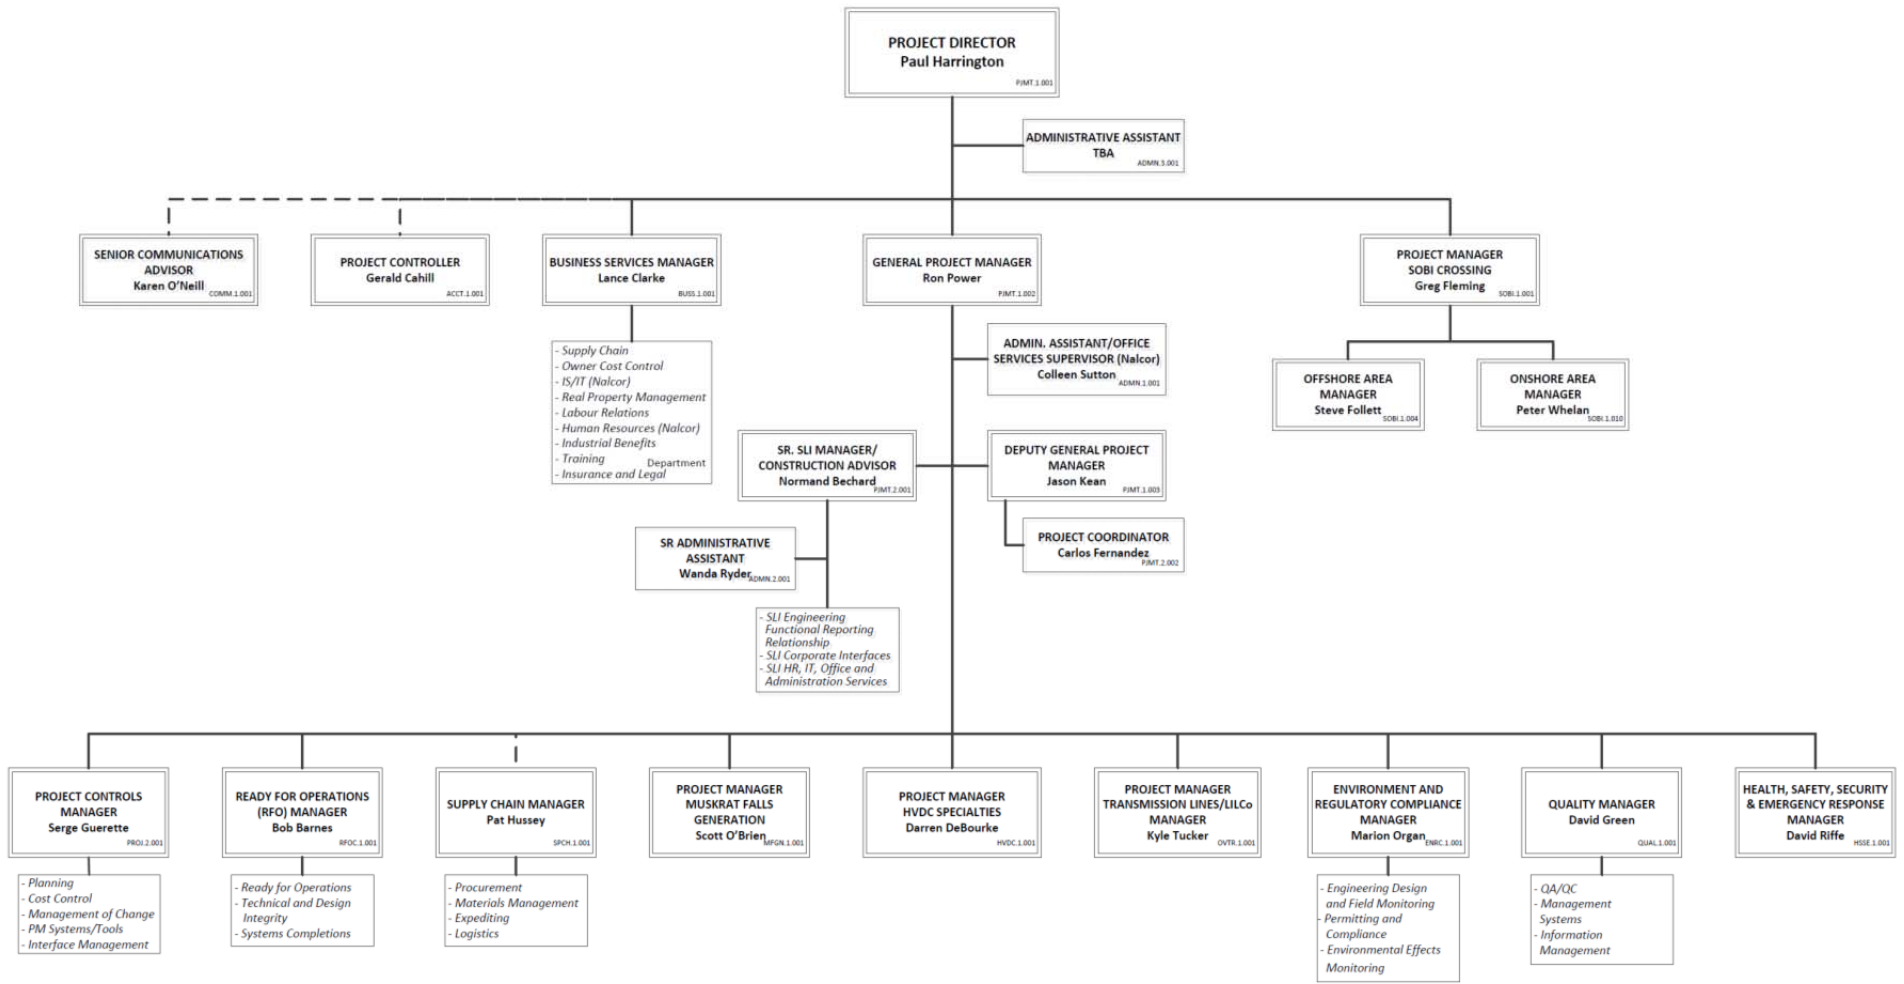 PROJECT DIRECTOR
Paul Harrington
PJMT.1.001
ADMINISTRATIVE ASSISTANT
TBA
ADMN.3.001
SENIOR COMMUNICATIONS
ADVISOR
Karen O'Neill
COMM.1.001
PROJECT CONTROLLER
Gerald Cahill
ACCT.1.001
BUSINESS SERVICES MANAGER
Lance Clarke
BUSS.1.001
GENERAL PROJECT MANAGER
Ron Power
PJMT.1.002
PROJECT MANAGER
SOBI CROSSING
Greg Fleming
SOBI.1.001
- Supply Chain
- Owner Cost Control
- IS/IT (Nalcor)
- Real Property Management
- Labour Relations
- Human Resources (Nalcor)
- Industrial Benefits
- Training
Department
- Insurance and Legal
ADMIN. ASSISTANT/OFFICE
SERVICES SUPERVISOR (Nalcor)
Colleen Sutton
ADMN.1.001
OFFSHORE AREA
MANAGER
Steve Follett
SOBI.1.004
ONSHORE AREA
MANAGER
Peter Whelan
SOBI.1.010
SR. SLI MANAGER/
CONSTRUCTION ADVISOR
Normand Bechard
PJMT.2.001
DEPUTY GENERAL PROJECT
MANAGER
Jason Kean
PJMT.1.003
SR ADMINISTRATIVE
ASSISTANT
Wanda Ryder
ADMN.2.001
PROJECT COORDINATOR
Carlos Fernandez
PJMT.2.002
- SLI Engineering
Functional Reporting
Relationship
- SLI Corporate Interfaces
- SLI HR, IT, Office and
Administration Services
PROJECT CONTROLS
MANAGER
Serge Guerette
PROJ.2.001
READY FOR OPERATIONS
(RFO) MANAGER
Bob Barnes
RFOC.1.001
SUPPLY CHAIN MANAGER
Pat Hussey
SPCH.1.001
PROJECT MANAGER
MUSKRAT FALLS
GENERATION
Scott O'Brien
MFGN.1.001
PROJECT MANAGER
HVDC SPECIALTIES
Darren DeBourke
HVDC.1.001
PROJECT MANAGER
TRANSMISSION LINES/LILCo
MANAGER
Kyle Tucker
OVTR.1.001
ENVIRONMENT AND
REGULATORY COMPLIANCE
MANAGER
Marion Organ
ENRC.1.001
QUALITY MANAGER
David Green
QUAL.1.001
HEALTH, SAFETY, SECURITY
& EMERGENCY RESPONSE
MANAGER
David Riffe
HSSE.1.001
- Planning
- Cost Control
- Management of Change
- PM Systems/Tools
- Interface Management
- Ready for Operations
- Technical and Design
Integrity
- Systems Completions
- Procurement
- Materials Management
- Expediting
- Logistics
- Engineering Design
and Field Monitoring
- Permitting and
Compliance
- Environmental Effects
Monitoring
- QA/QC
- Management
Systems
- Information
Management